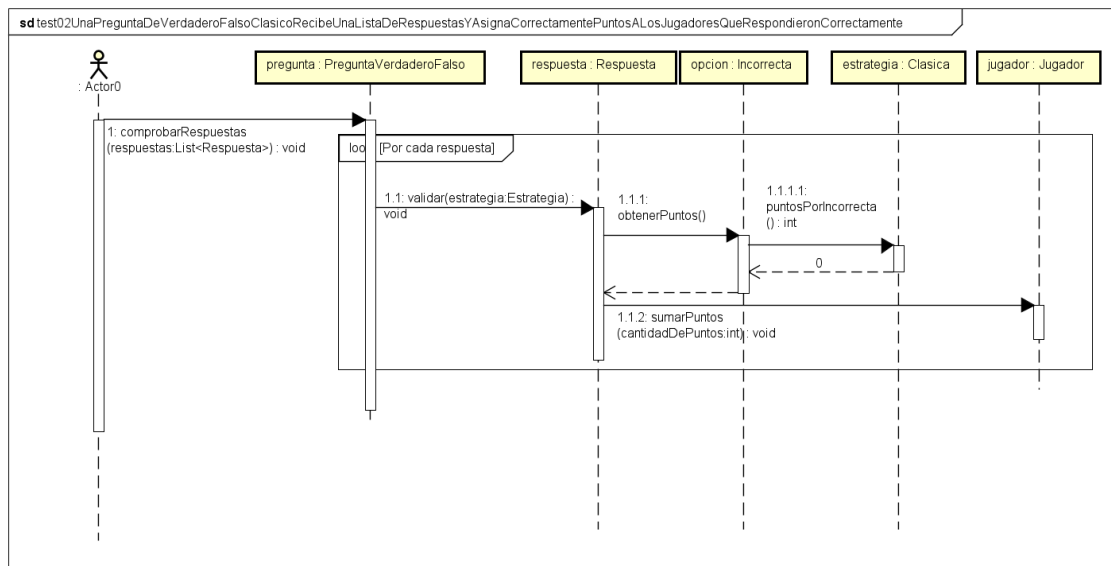 sd test02UnaPreguntaDeVerdaderoFalsoClasicoRecibeUnaListaDeRespuestasYAsignaCorrectamentePuntosALosJugadoresQueRespondieronCorrectamente
: Actor0
pregunta : PreguntaVerdaderoFalso
respuesta : Respuesta
opcion : Incorrecta
estrategia : Clasica
jugador : Jugador
1: comprobarRespuestas
(respuestas:List<Respuesta>) : void
loop [Por cada respuesta]
1.1: validar(estrategia:Estrategia) :
void
1.1.1:
obtenerPuntos()
1.1.1.1:
puntosPorIncorrecta
() : int
0
1.1.2: sumarPuntos
(cantidadDePuntos:int) : void